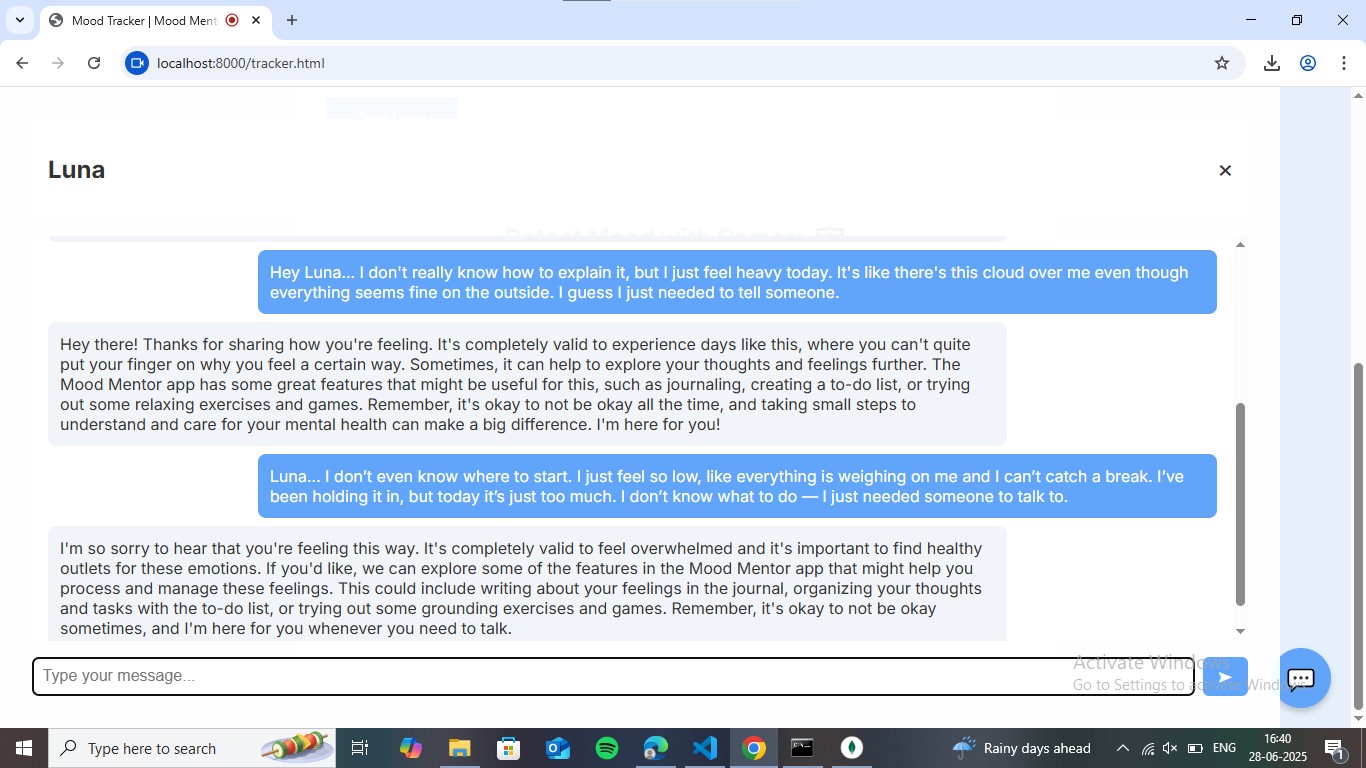 Mood Tracker | Mood Ment
localhost:8000/tracker.html
Luna
Detect Mood with Camera
Hey Luna... I don't really know how to explain it, but I just feel heavy today. It's like there's this cloud over me even though
everything seems fine on the outside. I guess I just needed to tell someone.
Hey there! Thanks for sharing how you're feeling. It's completely valid to experience days like this, where you can't quite
put your finger on why you feel a certain way. Sometimes, it can help to explore your thoughts and feelings further. The
Mood Mentor app has some great features that might be useful for this, such as journaling, creating a to-do list, or trying
out some relaxing exercises and games. Remember, it's okay to not be okay all the time, and taking small steps to
understand and care for your mental health can make a big difference. I'm here for you!
Luna... I don’t even know where to start. I just feel so low, like everything is weighing on me and I can’t catch a break. I’ve
been holding it in, but today it’s just too much. I don’t know what to do — I just needed someone to talk to.
I'm so sorry to hear that you're feeling this way. It's completely valid to feel overwhelmed and it's important to find healthy
outlets for these emotions. If you'd like, we can explore some of the features in the Mood Mentor app that might help you
process and manage these feelings. This could include writing about your feelings in the journal, organizing your thoughts
and tasks with the to-do list, or trying out some grounding exercises and games. Remember, it's okay to not be okay
sometimes, and I'm here for you whenever you need to talk.
Type your message...
Activate Windows
Go to Settings to activate Windows.
Type here to search
Rainy days ahead
ENG
16:40
28-06-2025
1